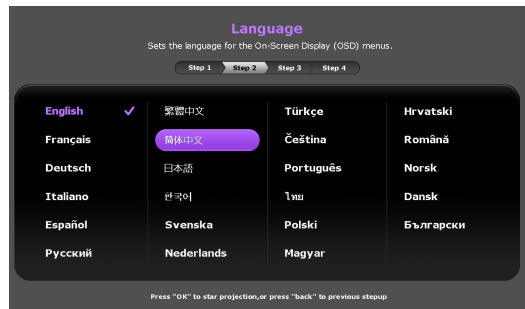 Language
Sets the language for the On-Screen Display (OSD) menus.
Step 1 Step 2 Step 3 Step 4
English 繁體中文 Türkçe Hrvatski
Français 简体中文 Čeština Română
Deutsch 日本語 Português Norsk
Italiano 한국어 ไทย Dansk
Español Svenska Polski Български
Русский Nederlands Magyar
Press "OK" to star projection,or press "back" to previous stepup